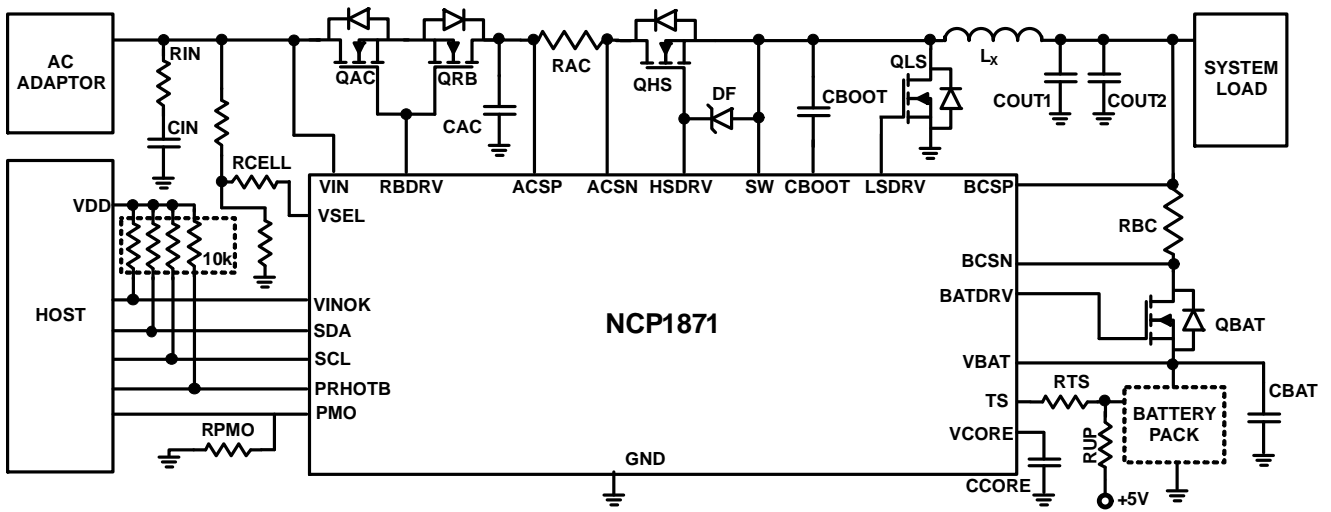 AC
ADAPTOR
RIN
CIN
QAC
QRB
CAC
RAC
QHS
DF
CBOOT
QLS
LX
COUT1
COUT2
SYSTEM
LOAD
RCELL
VIN
RBDRV
ACSP
ACSN
HSDRV
SW
CBOOT
LSDRV
BCSP
VSEL
VDD
10k
RBC
BCSN
BATDRV
HOST
VINOK
SDA
SCL
PRHOTB
PMO
RPMO
NCP1871
QBAT
VBAT
TS
RTS
RUP
BATTERY
PACK
CBAT
VCORE
GND
CCORE
+5V